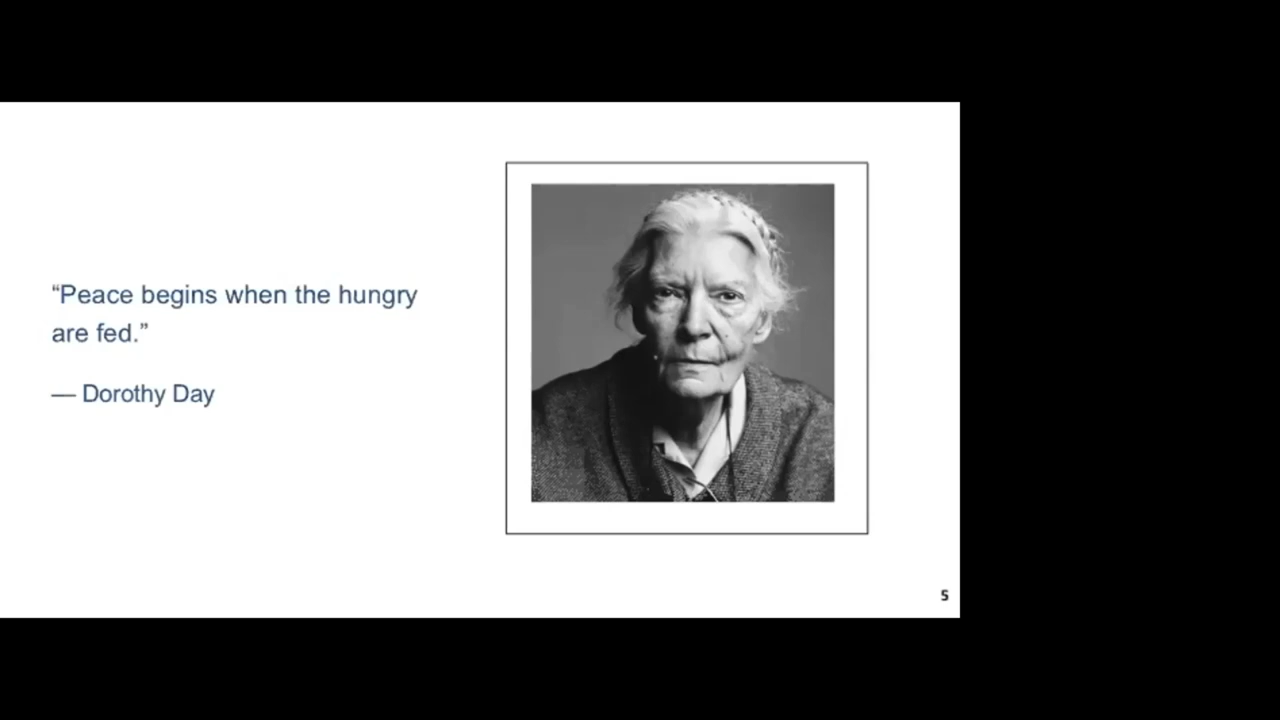 “Peace begins when the hungry
are fed.”
— Dorothy Day
5